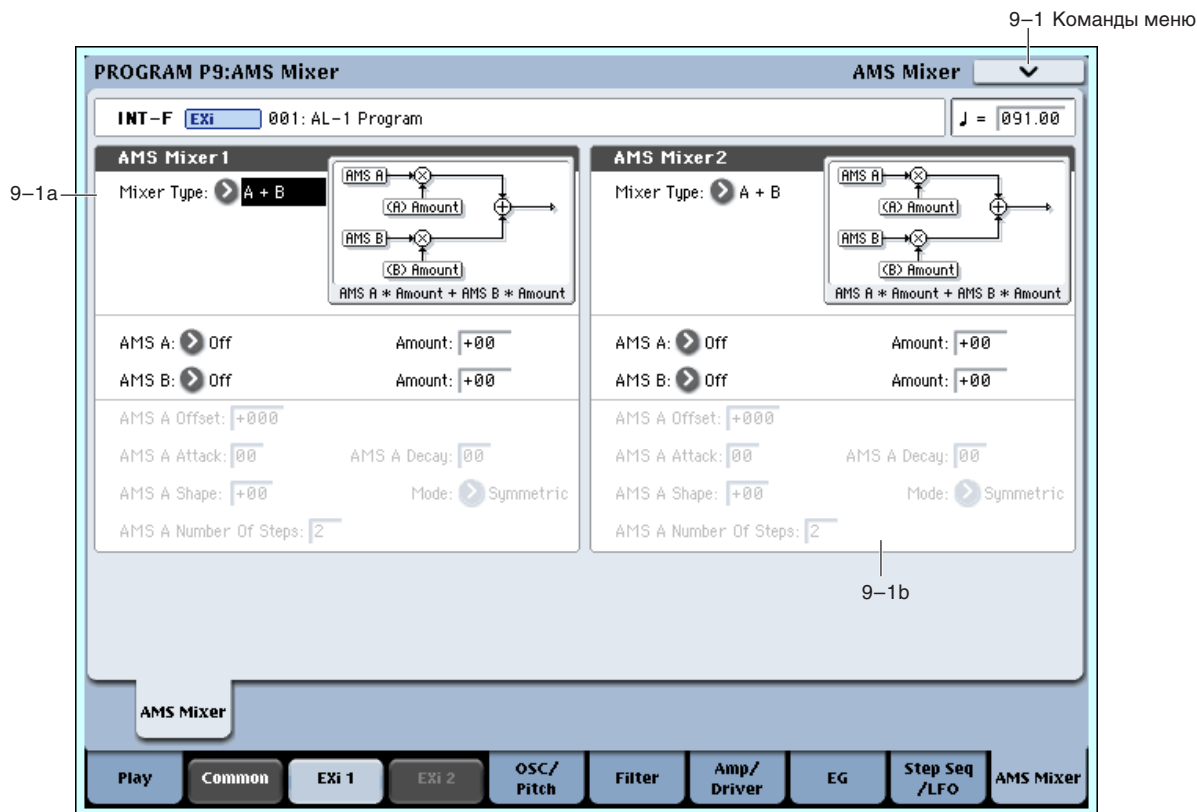 9–1 Команды меню
PROGRAM P9:AMS Mixer
AMS Mixer
INT-F EXi 001: AL-1 Program
♩ = 091.00
9–1a
AMS Mixer1
Mixer Type: A + B
AMS A
(A) Amount
AMS B
(B) Amount
AMS A * Amount + AMS B * Amount
AMS A: Off
Amount: +00
AMS B: Off
Amount: +00
AMS A Offset: +000
AMS A Attack: 00
AMS A Decay: 00
AMS A Shape: +00
Mode: Symmetric
AMS A Number Of Steps: 2
AMS Mixer2
Mixer Type: A + B
AMS A
(A) Amount
AMS B
(B) Amount
AMS A * Amount + AMS B * Amount
AMS A: Off
Amount: +00
AMS B: Off
Amount: +00
AMS A Offset: +000
AMS A Attack: 00
AMS A Decay: 00
AMS A Shape: +00
Mode: Symmetric
AMS A Number Of Steps: 2
9–1b
AMS Mixer
Play
Common
EXi 1
EXi 2
OSC/
Pitch
Filter
Amp/
Driver
EG
Step Seq
/LFO
AMS Mixer